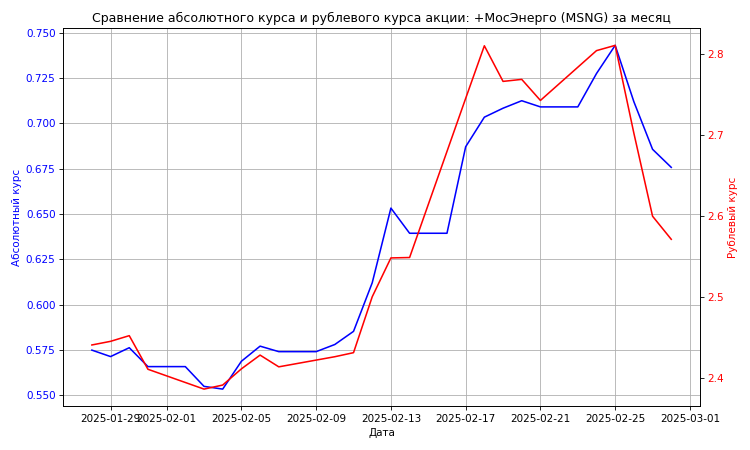 Сравнение абсолютного курса и рублевого курса акции: +МосЭнерго (MSNG) за месяц
0.750
0.725
0.700
0.675
0.650
0.625
0.600
0.575
0.550
Абсолютный курс
2.8
2.7
2.6
2.5
2.4
Рублевый курс
2025-01-29 2025-02-01 2025-02-05 2025-02-09 2025-02-13 2025-02-17 2025-02-21 2025-02-25 2025-03-01
Дата